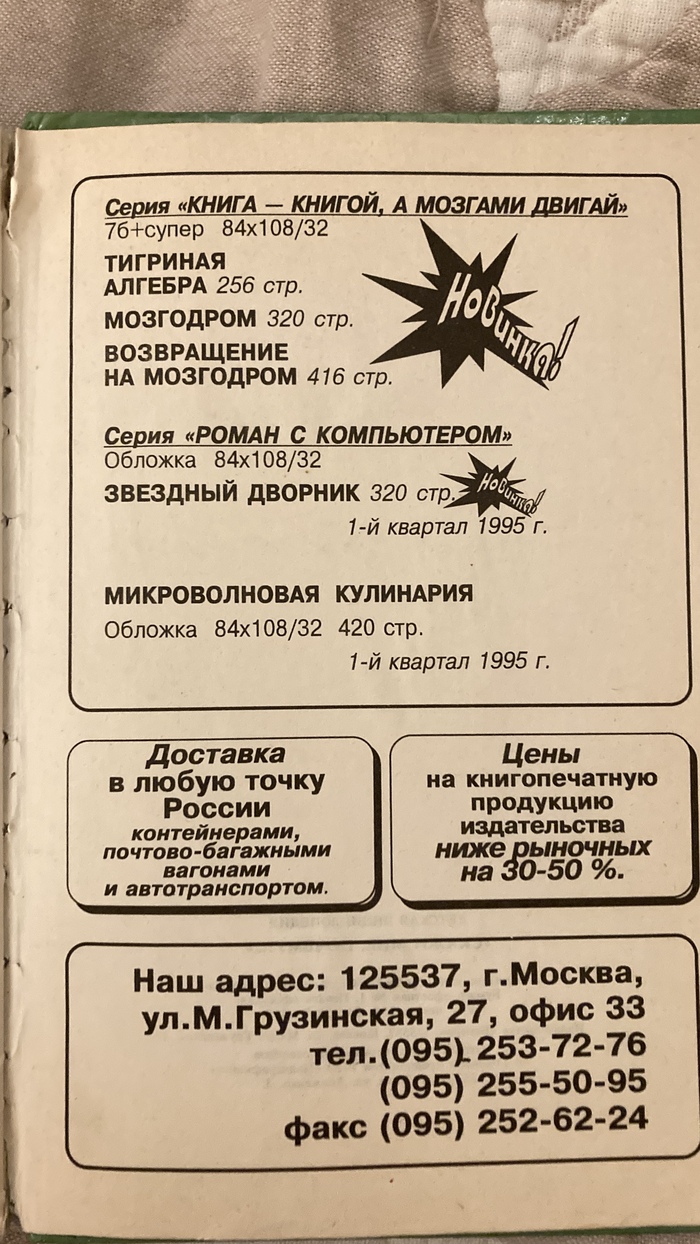 Серия «КНИГА — КНИГОЙ, А МОЗГАМИ ДВИГАЙ»
7б+супер 84х108/32
ТИГРИНАЯ
АЛГЕБРА 256 стр.
МОЗГОДРОМ 320 стр.
ВОЗВРАЩЕНИЕ
НА МОЗГОДРОМ 416 стр.
Новинка!
Серия «РОМАН С КОМПЬЮТЕРОМ»
Обложка 84х108/32
ЗВЕЗДНЫЙ ДВОРНИК 320 стр.
Новинка!
1-й квартал 1995 г.
МИКРОВОЛНОВАЯ КУЛИНАРИЯ
Обложка 84х108/32 420 стр.
1-й квартал 1995 г.
Доставка
в любую точку
России
контейнерами,
почтово-багажными
вагонами
и автотранспортом.
Цены
на книгопечатную
продукцию
издательства
ниже рыночных
на 30-50 %.
Наш адрес: 125537, г.Москва,
ул.М.Грузинская, 27, офис 33
тел.(095) 253-72-76
(095) 255-50-95
факс (095) 252-62-24